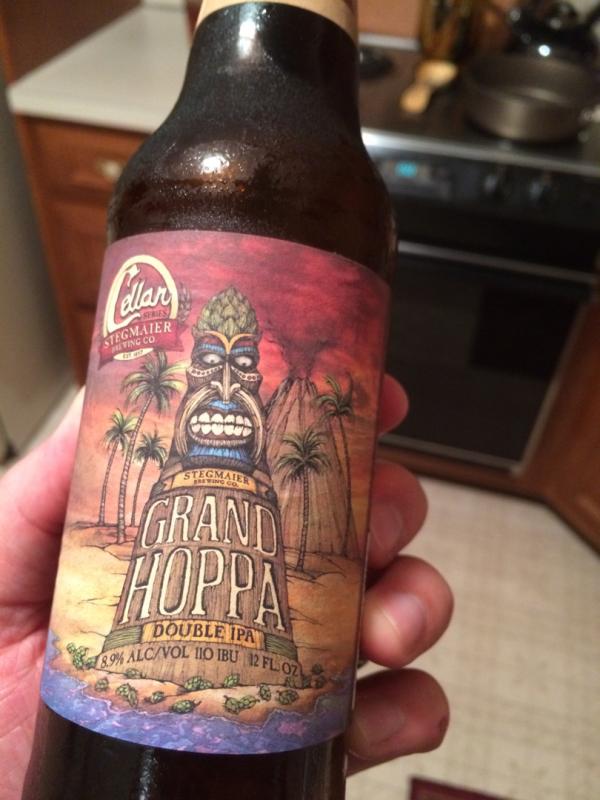 Cellar
SERIES
STEGMAIER
BREWING CO.
EST. 1857
STEGMAIER
BREWING CO.
GRAND
HOPPA
DOUBLE IPA
8.9% ALC/VOL 110 IBU 12 FL. OZ.